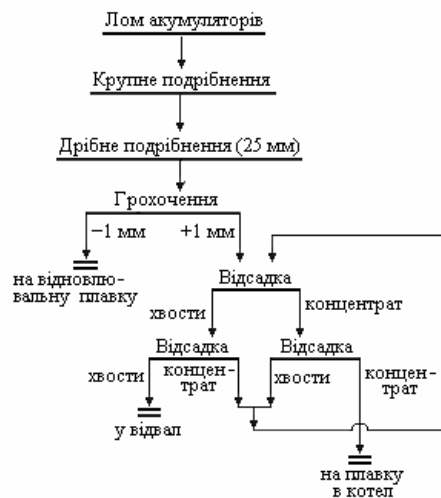 Лом акумуляторів
Крупне подрібнення
Дрібне подрібнення (25 мм)
Грохочення
−1 мм
+1 мм
на відновлю-
вальну плавку
Відсадка
хвости
концентрат
Відсадка
Відсадка
хвости
концен-
трат
хвости
концен-
трат
у відвал
на плавку
в котел